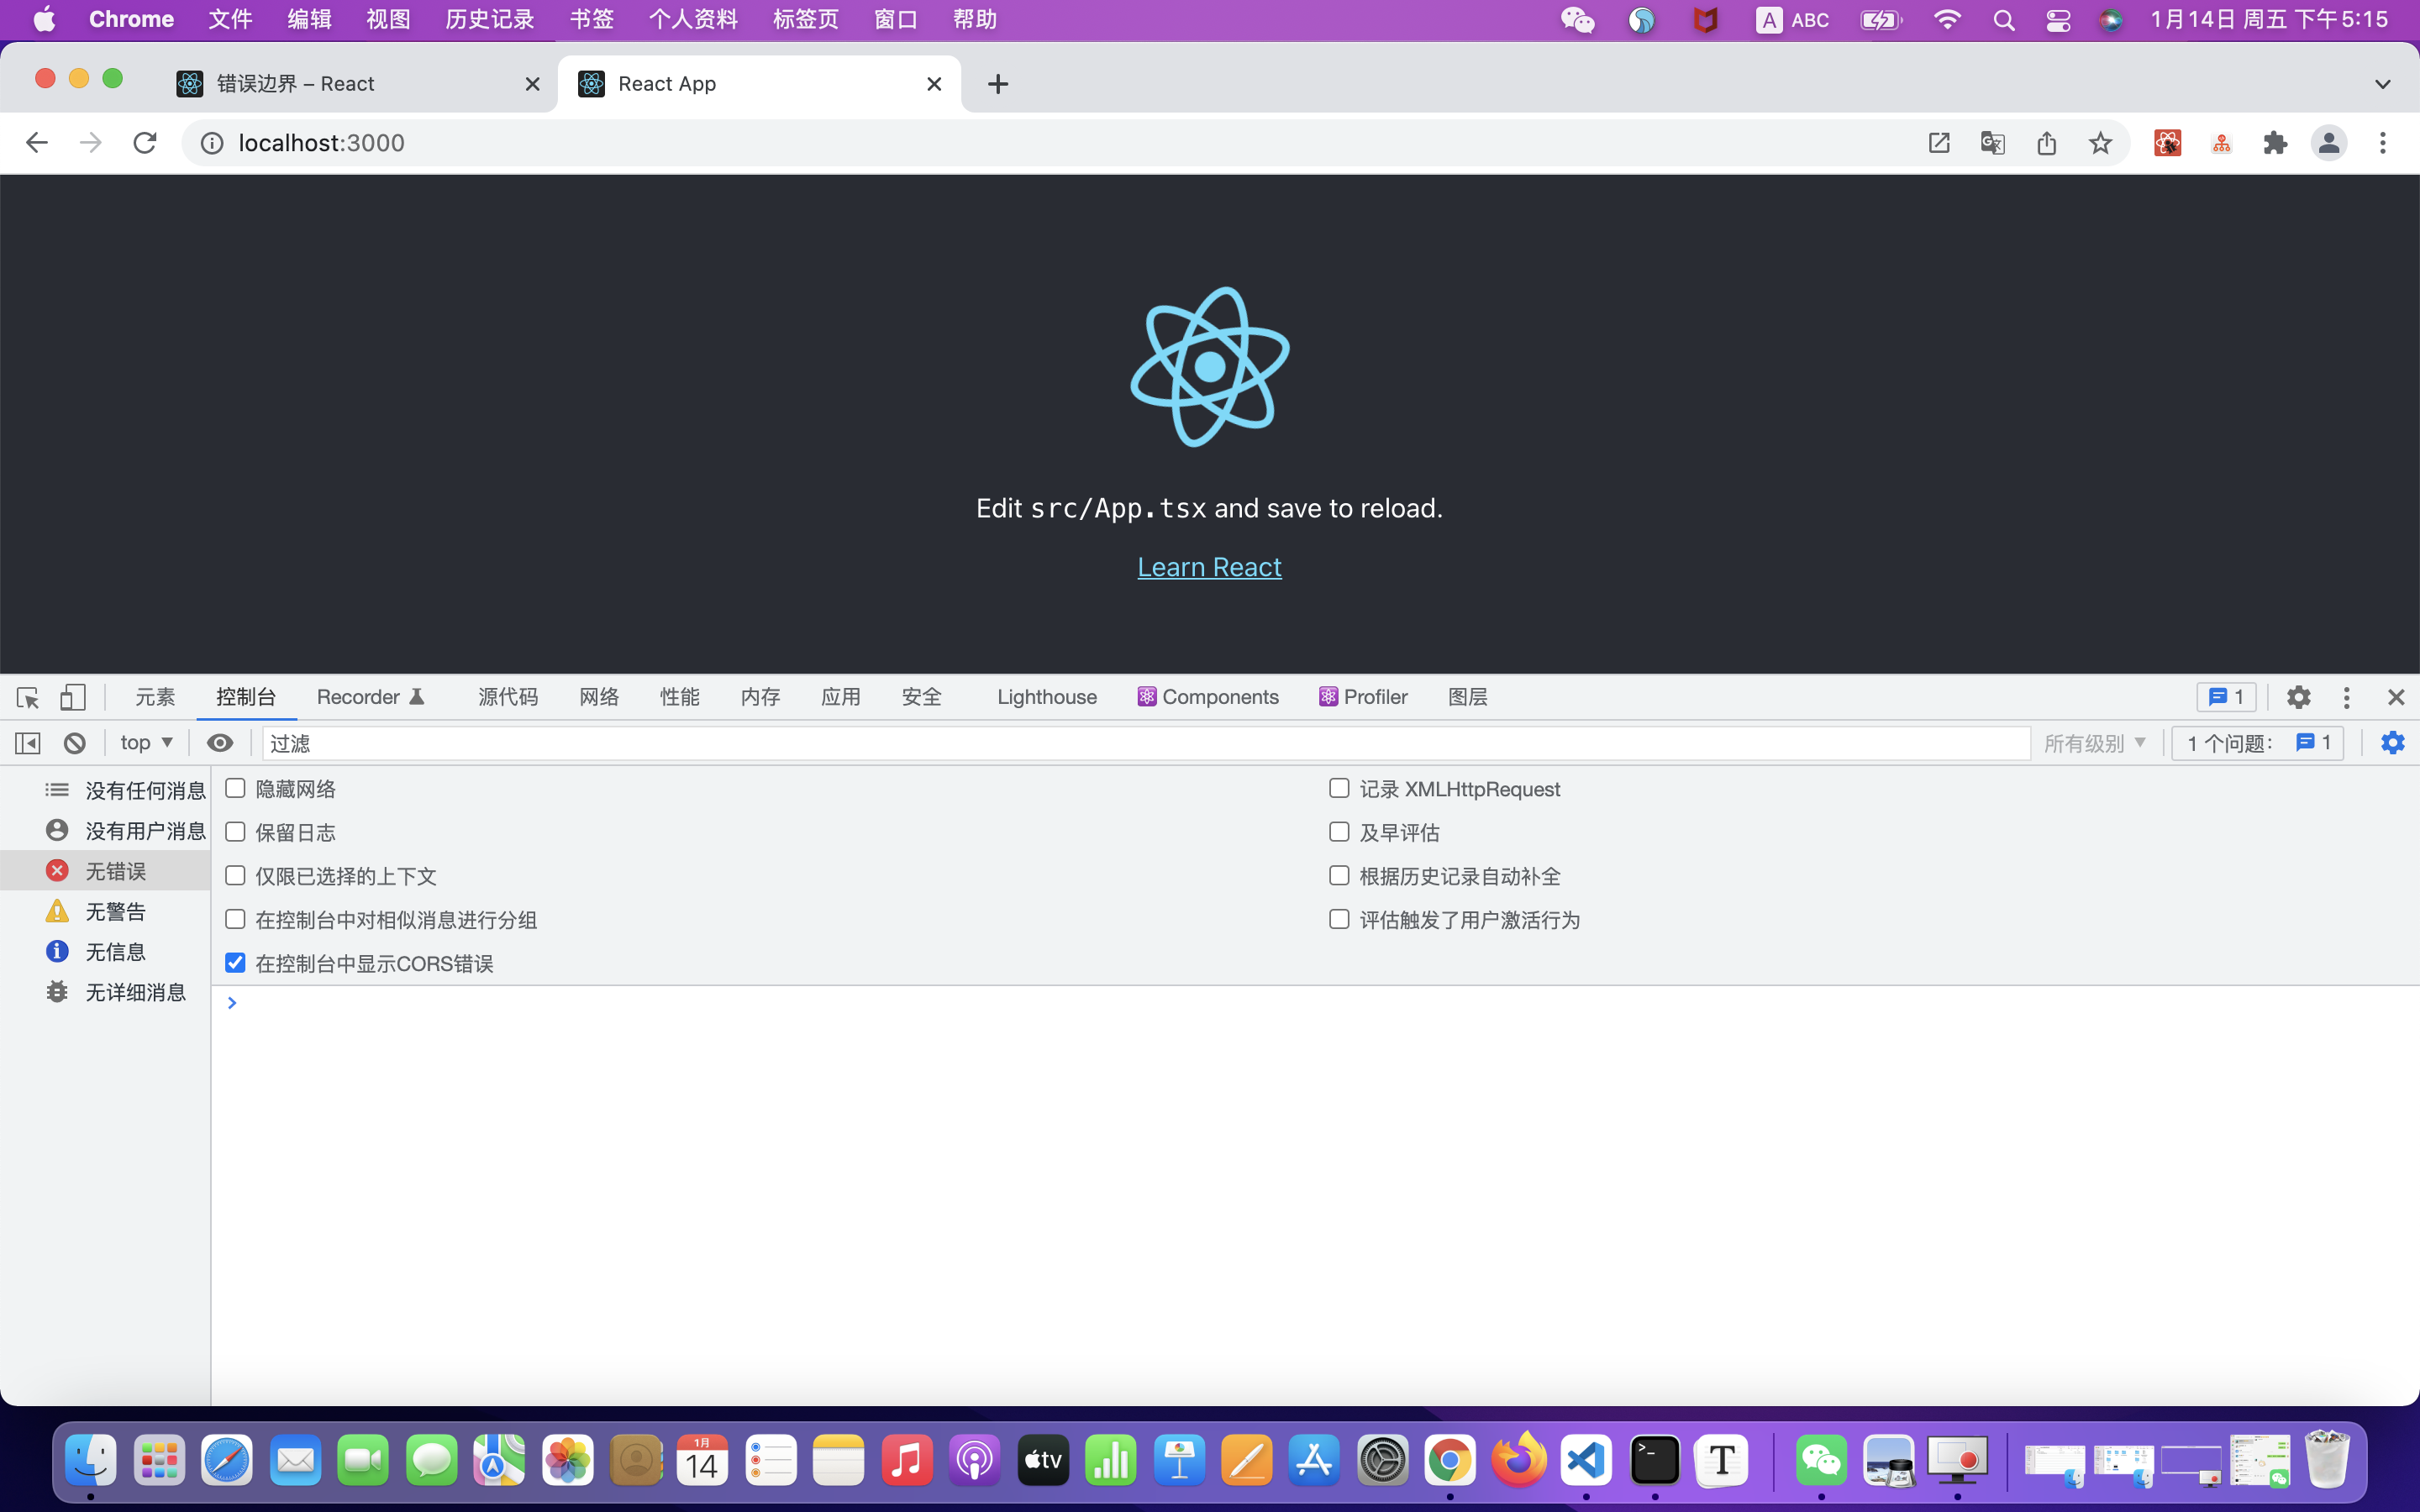 Chrome 文件 编辑 视图 历史记录 书签 个人资料 标签页 窗口 帮助 A ABC 1月14日 周五 下午5:15
错误边界 – React React App
localhost:3000
Edit src/App.tsx and save to reload.
Learn React
元素 控制台 Recorder 源代码 网络 性能 内存 应用 安全 Lighthouse Components Profiler 图层 1
top 过滤 所有级别 1 个问题: 1
没有任何消息
没有用户消息
无错误
无警告
无信息
无详细消息
隐藏网络
保留日志
仅限已选择的上下文
在控制台中对相似消息进行分组
在控制台中显示CORS错误
记录 XMLHttpRequest
及早评估
根据历史记录自动补全
评估触发了用户激活行为
1月
14
tv
T